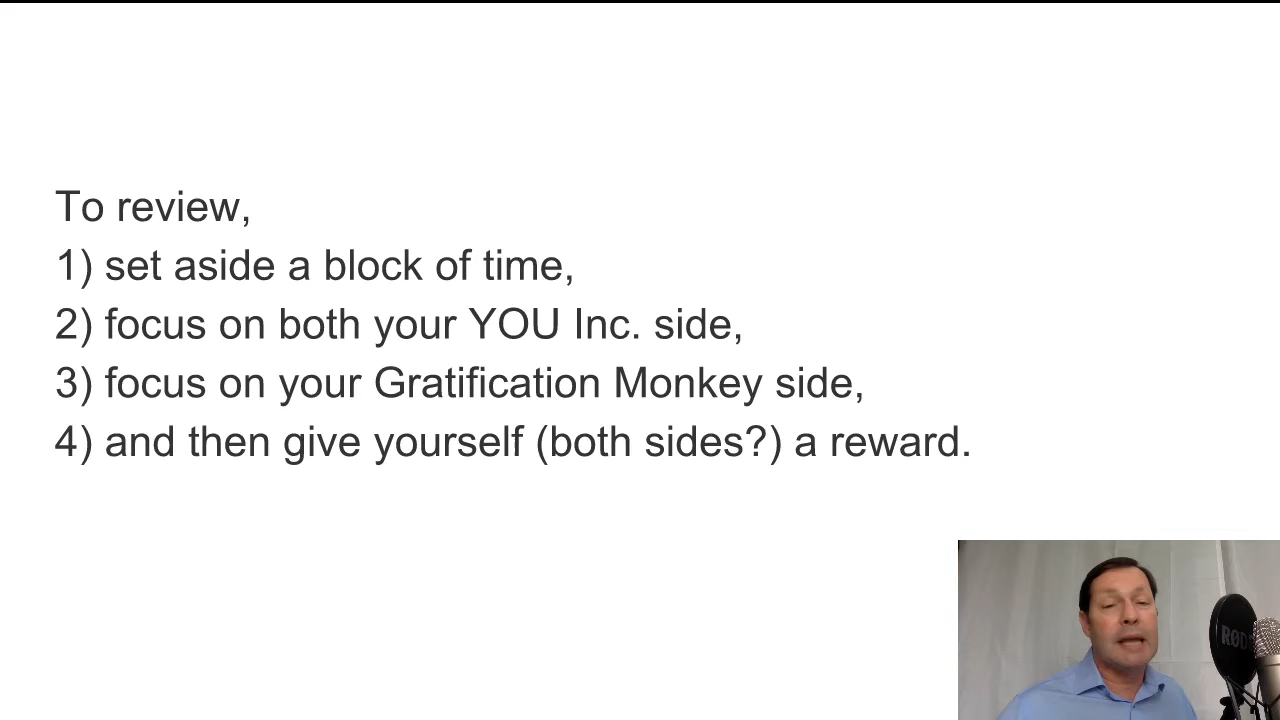 To review,
1) set aside a block of time,
2) focus on both your YOU Inc. side,
3) focus on your Gratification Monkey side,
4) and then give yourself (both sides?) a reward.
RØD